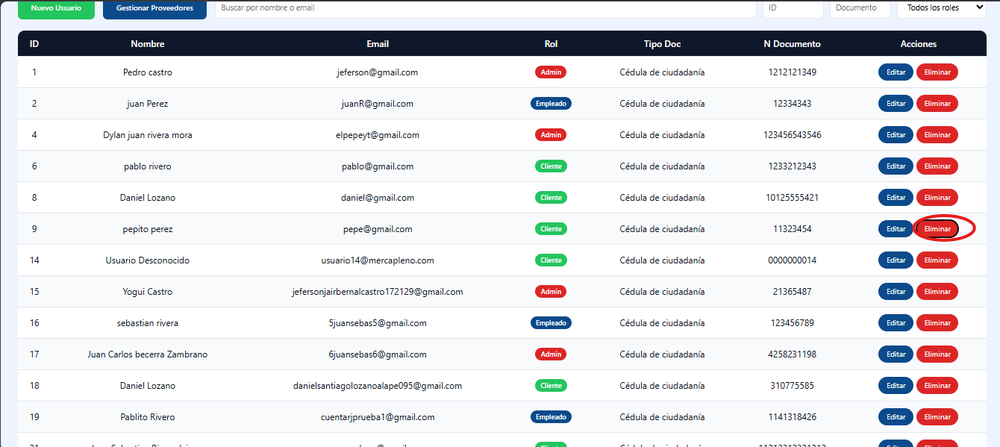 Nuevo Usuario Gestionar Proveedores Buscar por nombre o email ID Documento Todos los roles
ID Nombre Email Rol Tipo Doc N Documento Acciones
1 Pedro castro jeferson@gmail.com Admin Cédula de ciudadanía 1212121349 Editar Eliminar
2 juan Perez juanR@gmail.com Empleado Cédula de ciudadanía 12334343 Editar Eliminar
4 Dylan juan rivera mora elpepeyt@gmail.com Admin Cédula de ciudadanía 123456543546 Editar Eliminar
6 pablo rivero pablo@gmail.com Cliente Cédula de ciudadanía 1233212343 Editar Eliminar
8 Daniel Lozano daniel@gmail.com Cliente Cédula de ciudadanía 10125555421 Editar Eliminar
9 pepito perez pepe@gmail.com Cliente Cédula de ciudadanía 11323454 Editar Eliminar
14 Usuario Desconocido usuario14@mercapleno.com Cliente Cédula de ciudadanía 0000000014 Editar Eliminar
15 Yogui Castro jefersonjairbernalcastro172129@gmail.com Admin Cédula de ciudadanía 21365487 Editar Eliminar
16 sebastian rivera 5juansebas5@gmail.com Empleado Cédula de ciudadanía 123456789 Editar Eliminar
17 Juan Carlos becerra Zambrano 6juansebas6@gmail.com Admin Cédula de ciudadanía 4258231198 Editar Eliminar
18 Daniel Lozano danielsantiagolozanoalape095@gmail.com Cliente Cédula de ciudadanía 310775585 Editar Eliminar
19 Pablito Rivero cuentarjprueba1@gmail.com Empleado Cédula de ciudadanía 1141318426 Editar Eliminar
Cliente Cédula de ciudadanía Editar Eliminar